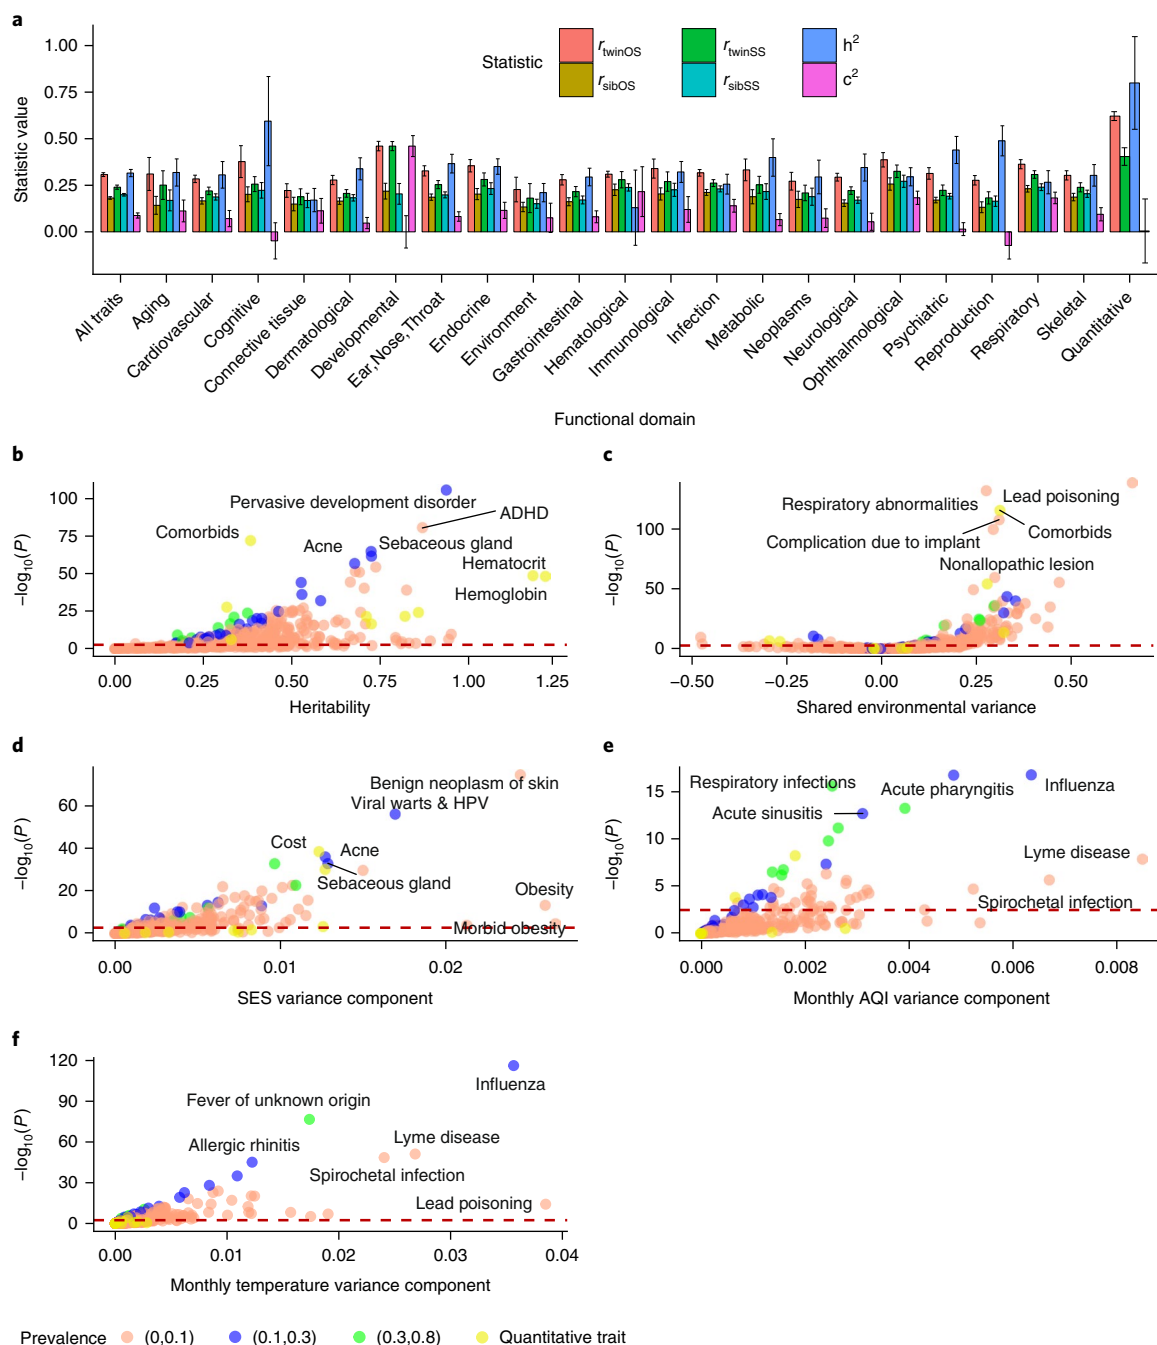 a
Statistic
r_twinOS
r_sibOS
r_twinSS
r_sibSS
h²
c²
Statistic value
1.00
0.75
0.50
0.25
0.00
All traits
Aging
Cardiovascular
Cognitive
Connective tissue
Dermatological
Developmental
Ear,Nose,Throat
Endocrine
Environment
Gastrointestinal
Hematological
Immunological
Infection
Metabolic
Neoplasms
Neurological
Ophthalmological
Psychiatric
Reproduction
Respiratory
Skeletal
Quantitative
Functional domain
b
−log₁₀(P)
100
75
50
25
0
Pervasive development disorder
ADHD
Comorbids
Acne
Sebaceous gland
Hematocrit
Hemoglobin
0.00 0.25 0.50 0.75 1.00 1.25
Heritability
c
−log₁₀(P)
100
50
0
Respiratory abnormalities
Lead poisoning
Comorbids
Complication due to implant
Nonallopathic lesion
−0.50 −0.25 0.00 0.25 0.50
Shared environmental variance
d
−log₁₀(P)
60
40
20
0
Benign neoplasm of skin
Viral warts & HPV
Cost
Acne
Sebaceous gland
Obesity
Morbid obesity
0.00 0.01 0.02
SES variance component
e
−log₁₀(P)
15
10
5
0
Respiratory infections
Acute pharyngitis
Influenza
Acute sinusitis
Lyme disease
Spirochetal infection
0.000 0.002 0.004 0.006 0.008
Monthly AQI variance component
f
−log₁₀(P)
120
90
60
30
0
Influenza
Fever of unknown origin
Allergic rhinitis
Lyme disease
Spirochetal infection
Lead poisoning
0.00 0.01 0.02 0.03 0.04
Monthly temperature variance component
Prevalence (0,0.1) (0.1,0.3) (0.3,0.8) Quantitative trait